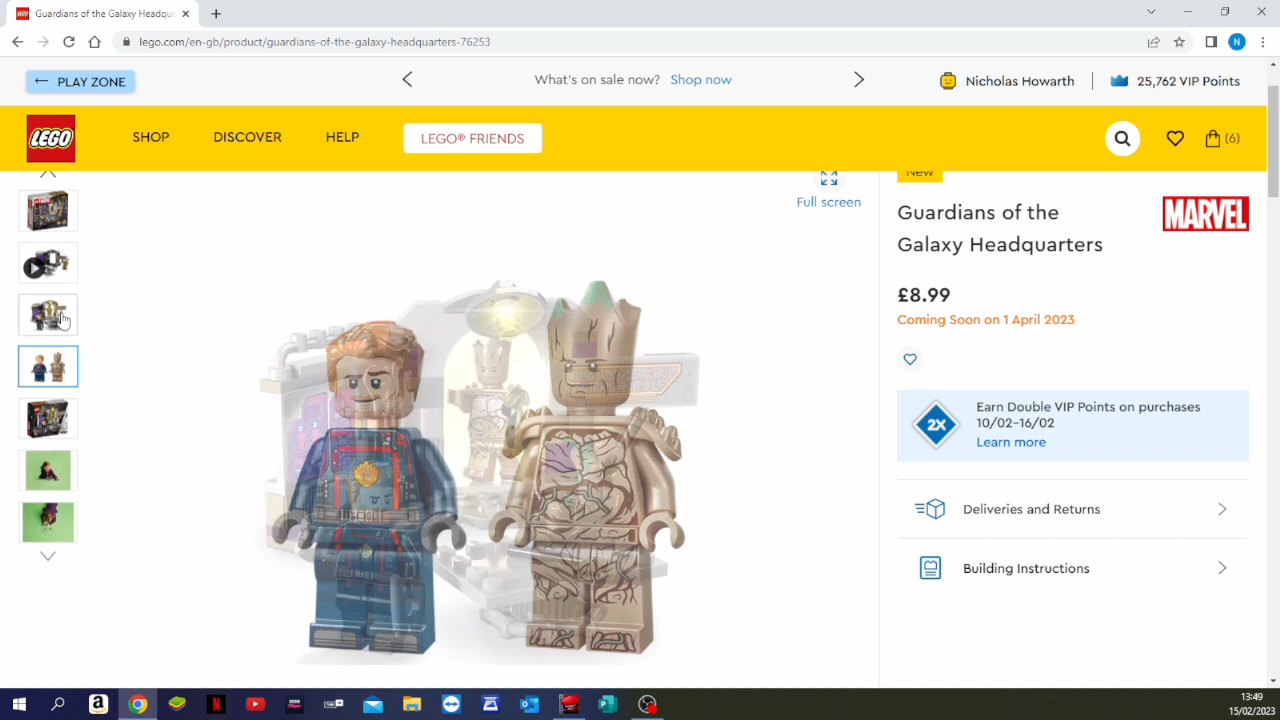 Guardians of the Galaxy Headqu
lego.com/en-gb/product/guardians-of-the-galaxy-headquarters-76253
N
← PLAY ZONE
What's on sale now? Shop now
Nicholas Howarth
25,762 VIP Points
LEGO
SHOP
DISCOVER
HELP
LEGO® FRIENDS
(6)
Full screen
New
Guardians of the
Galaxy Headquarters
MARVEL
£8.99
Coming Soon on 1 April 2023
2X
Earn Double VIP Points on purchases
10/02-16/02
Learn more
Deliveries and Returns
Building Instructions
13:49
15/02/2023